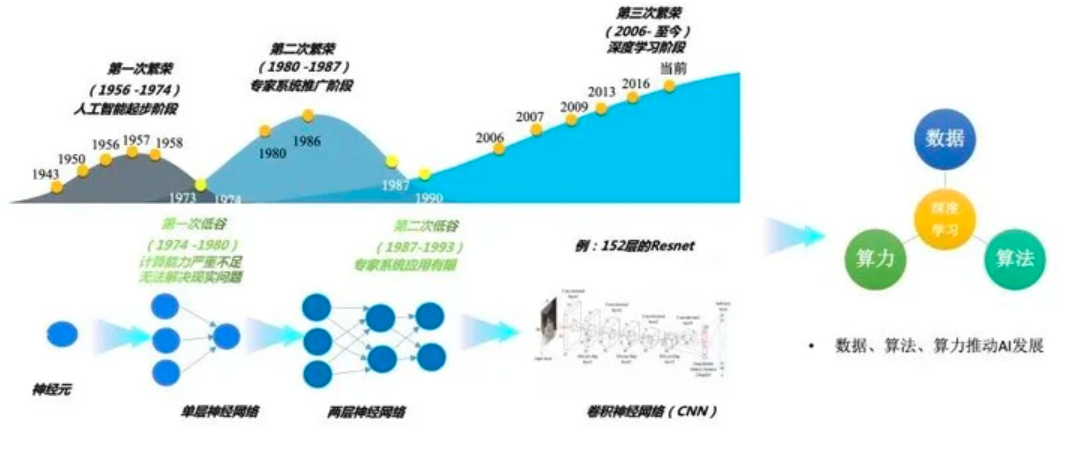 第三次繁荣
（2006- 至今）
深度学习阶段
当前
第二次繁荣
（1980 -1987）
专家系统推广阶段
第一次繁荣
（1956 -1974）
人工智能起步阶段
1943
1950
1956
1957
1958
1973
1974
1980
1986
1987
1990
2006
2007
2009
2013
2016
第一次低谷
（1974 -1980）
计算能力严重不足
无法解决现实问题
第二次低谷
（1987-1993）
专家系统应用有限
例：152层的Resnet
神经元
单层神经网络
两层神经网络
卷积神经网络（CNN）
数据
深度
学习
算力
算法
• 数据、算法、算力推动AI发展